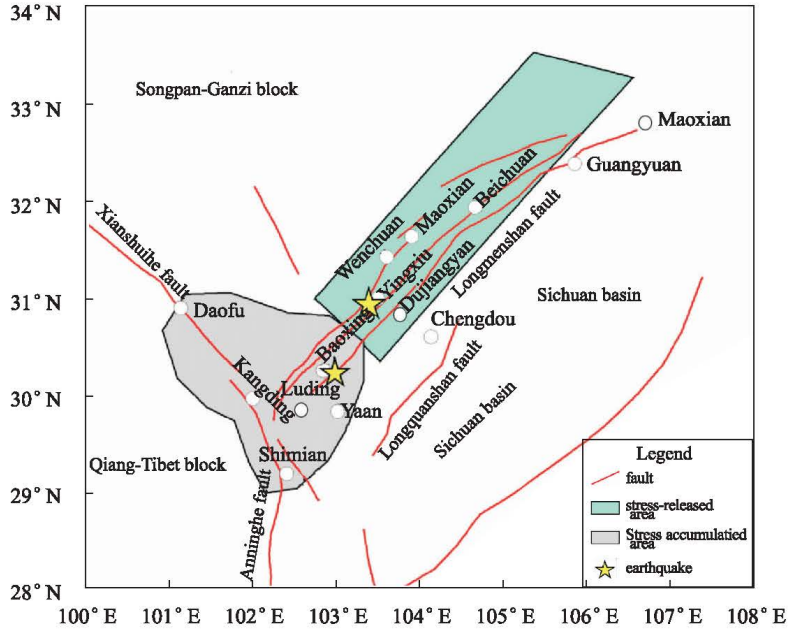 34° N
Songpan-Ganzi block
33° N
Maoxian
Guangyuan
32° N
Beichuan
Maoxian
Wenchuan
Xianshuihe fault
Longmenshan fault
Yingxiu
Dujiangyan
31° N
Sichuan basin
Daofu
Chengdou
Baoxing
Kangding
Luding
30° N
Yaan
Longquanshan fault
Sichuan basin
Shimian
Qiang-Tibet block
29° N
Anninghe fault
28° N
Legend
fault
stress-released
area
Stress accumulatied
area
earthquake
100° E 101° E 102° E 103° E 104° E 105° E 106° E 107° E 108° E